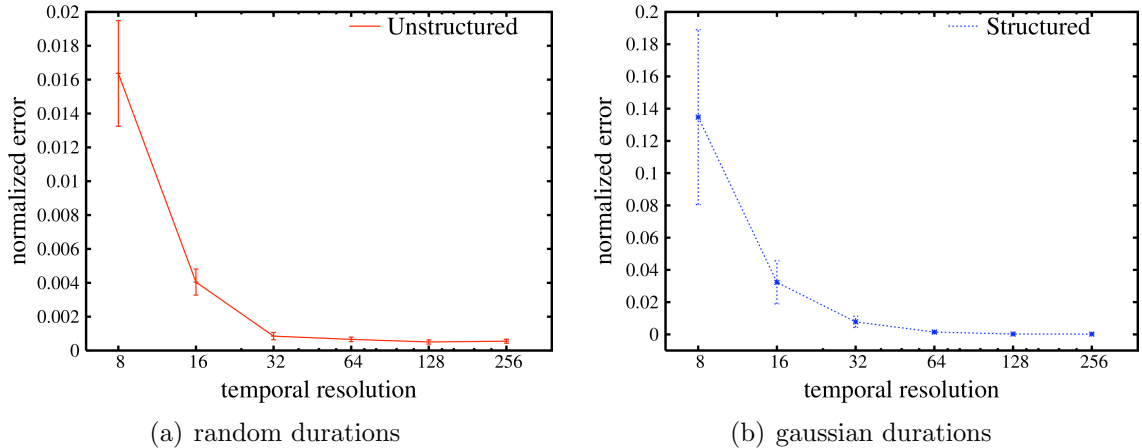 0.02
0.018
0.016
0.014
0.012
0.01
0.008
0.006
0.004
0.002
0
normalized error
Unstructured
8 16 32 64 128 256
temporal resolution
(a) random durations
0.2
0.18
0.16
0.14
0.12
0.1
0.08
0.06
0.04
0.02
0
normalized error
Structured
8 16 32 64 128 256
temporal resolution
(b) gaussian durations